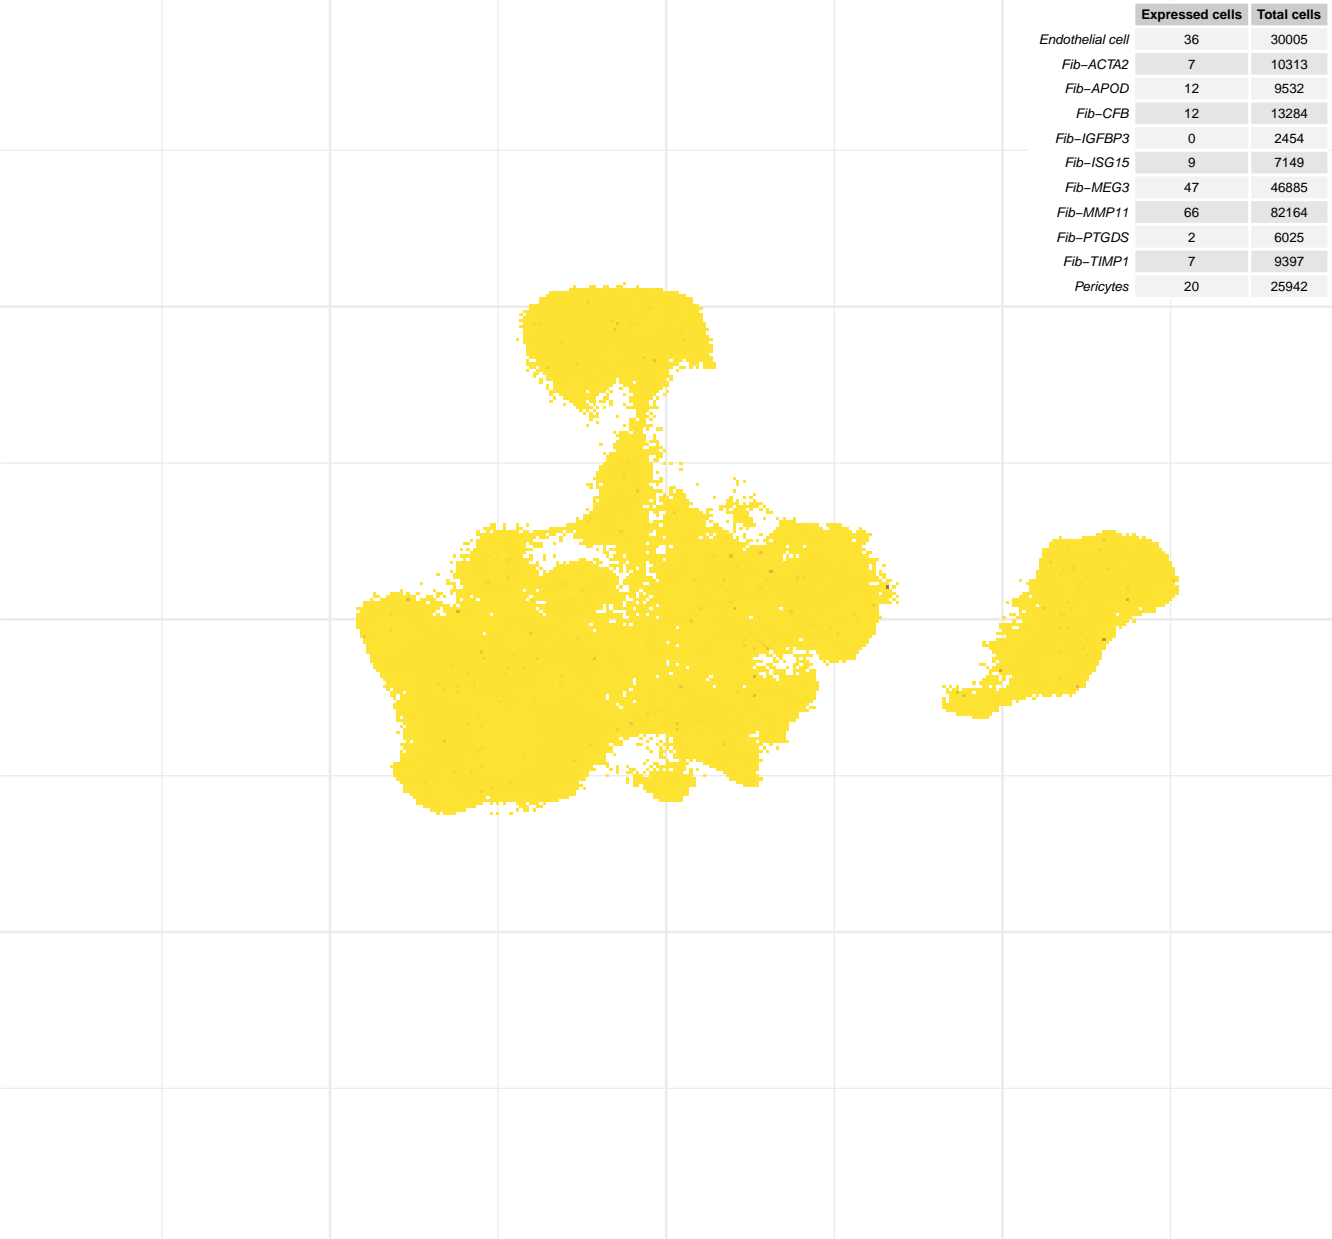 Expressed cells Total cells
Endothelial cell 36 30005
Fib−ACTA2 7 10313
Fib−APOD 12 9532
Fib−CFB 12 13284
Fib−IGFBP3 0 2454
Fib−ISG15 9 7149
Fib−MEG3 47 46885
Fib−MMP11 66 82164
Fib−PTGDS 2 6025
Fib−TIMP1 7 9397
Pericytes 20 25942